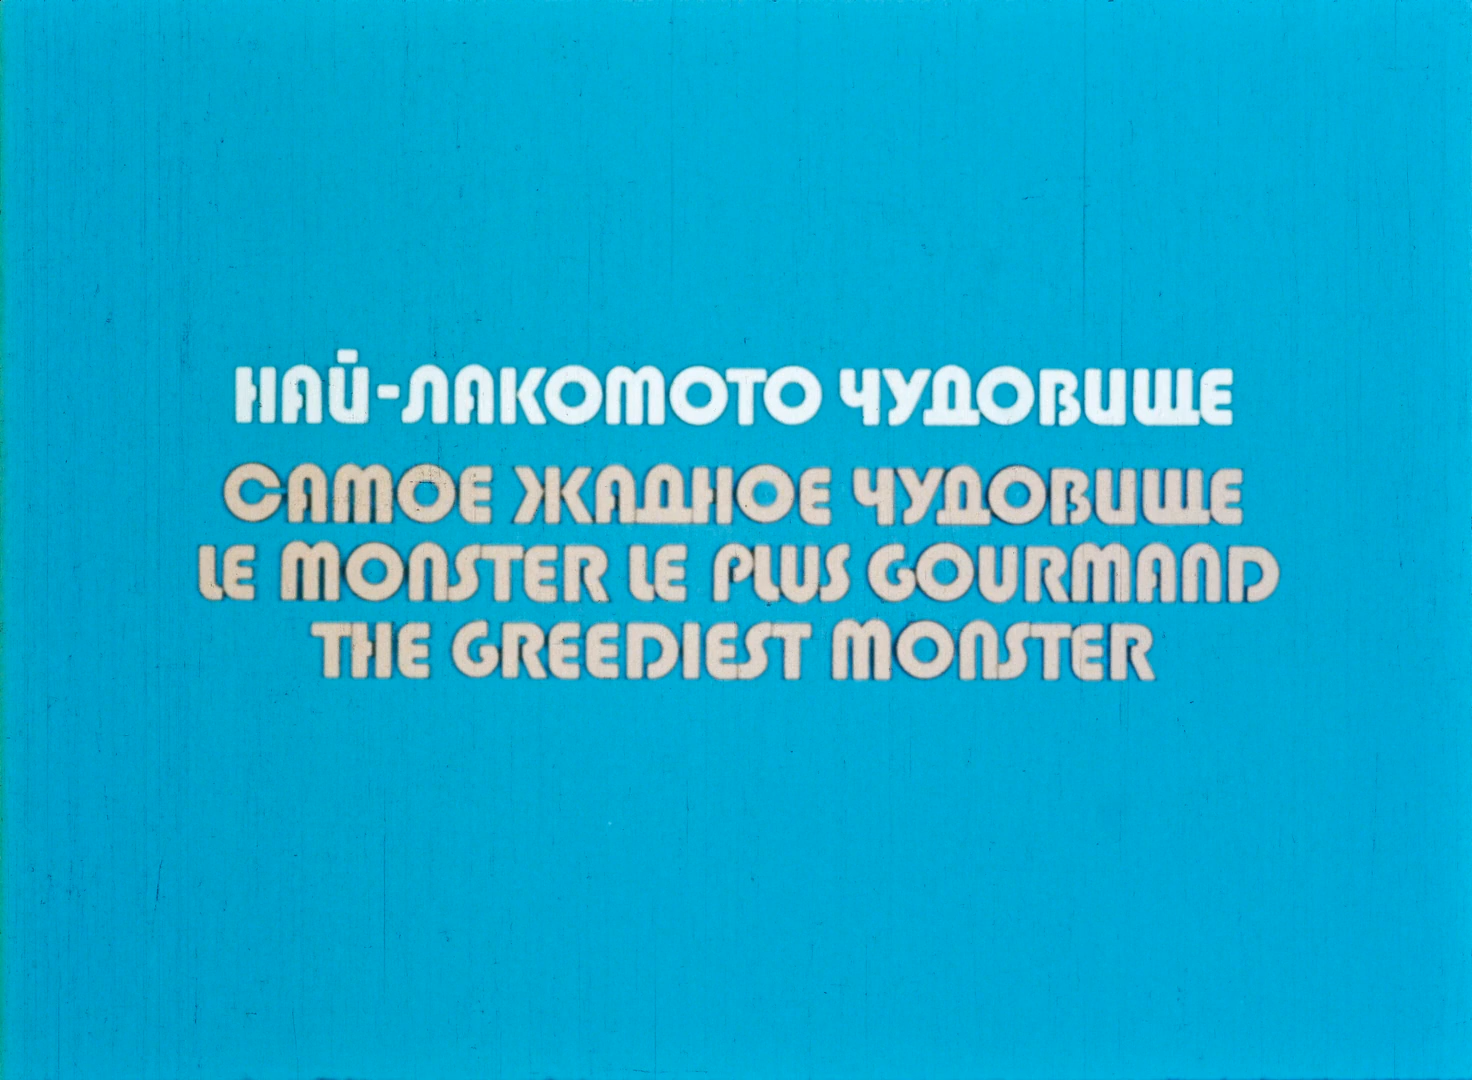 НАЙ-ЛАКОМОТО ЧУДОВИЩЕ
САМОЕ ЖАДНОЕ ЧУДОВИЩЕ
LE MONSTER LE PLUS GOURMAND
THE GREEDIEST MONSTER